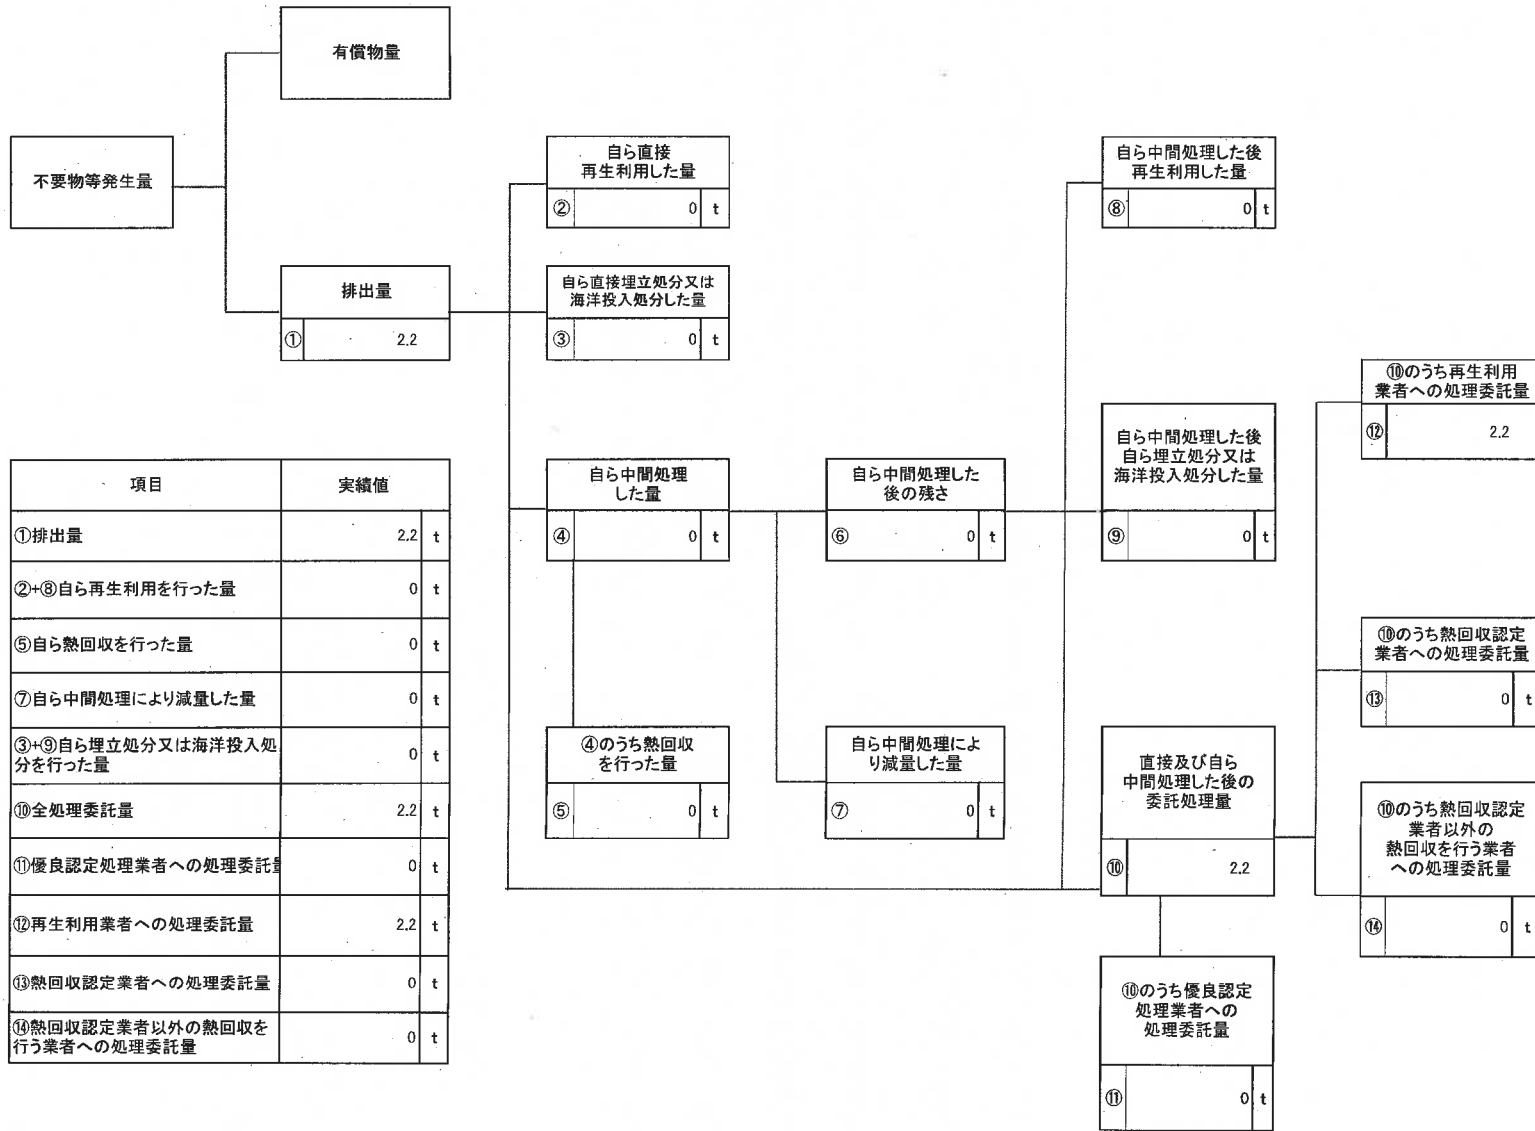 有償物量
不要物等発生量
排出量
① 2.2
自ら直接
再生利用した量
② 0 t
自ら直接埋立処分又は
海洋投入処分した量
③ 0 t
自ら中間処理
した量
④ 0 t
④のうち熱回収
を行った量
⑤ 0 t
自ら中間処理した
後の残さ
⑥ 0 t
自ら中間処理によ
り減量した量
⑦ 0 t
自ら中間処理した後
再生利用した量
⑧ 0 t
自ら中間処理した後
自ら埋立処分又は
海洋投入処分した量
⑨ 0 t
直接及び自ら
中間処理した後の
委託処理量
⑩ 2.2
⑩のうち優良認定
処理業者への
処理委託量
⑪ 0 t
⑩のうち再生利用
業者への処理委託量
⑫ 2.2
⑩のうち熱回収認定
業者への処理委託量
⑬ 0 t
⑩のうち熱回収認定
業者以外の
熱回収を行う業者
への処理委託量
⑭ 0 t
項目 実績値
①排出量 2.2 t
②+⑧自ら再生利用を行った量 0 t
⑤自ら熱回収を行った量 0 t
⑦自ら中間処理により減量した量 0 t
③+⑨自ら埋立処分又は海洋投入処
分を行った量 0 t
⑩全処理委託量 2.2 t
⑪優良認定処理業者への処理委託量 0 t
⑫再生利用業者への処理委託量 2.2 t
⑬熱回収認定業者への処理委託量 0 t
⑭熱回収認定業者以外の熱回収を
行う業者への処理委託量 0 t